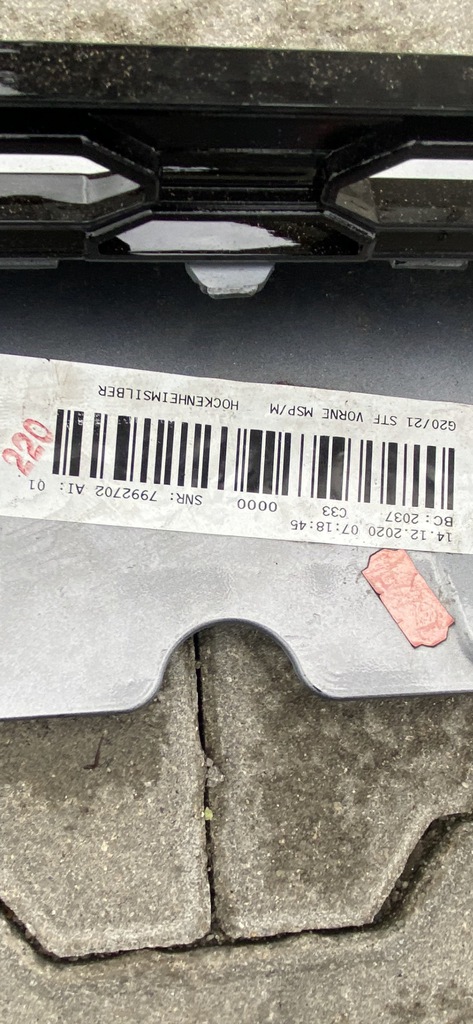 14.12.2020 07:18:45
BC: 2037 C33 0000 SNR: 7992702 AI: 01
G20/21 STF VORNE MSP/M HOCKENHEIMSILBER
220